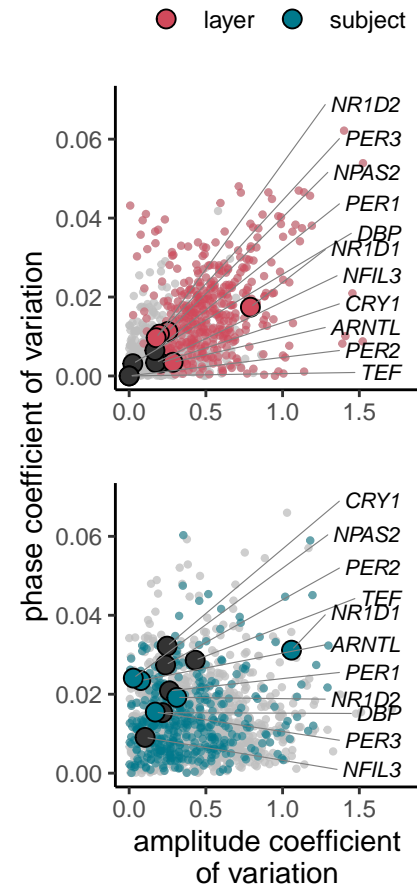 layer subject
NR1D2
PER3
0.06
NPAS2
PER1
0.04
DBP
NR1D1
NFIL3
0.02
CRY1
ARNTL
PER2
TEF
0.00
0.0 0.5 1.0 1.5
phase coefficient of variation
CRY1
NPAS2
0.06
PER2
TEF
NR1D1
0.04
ARNTL
PER1
NR1D2
0.02
DBP
PER3
NFIL3
0.00
0.0 0.5 1.0 1.5
amplitude coefficient
of variation